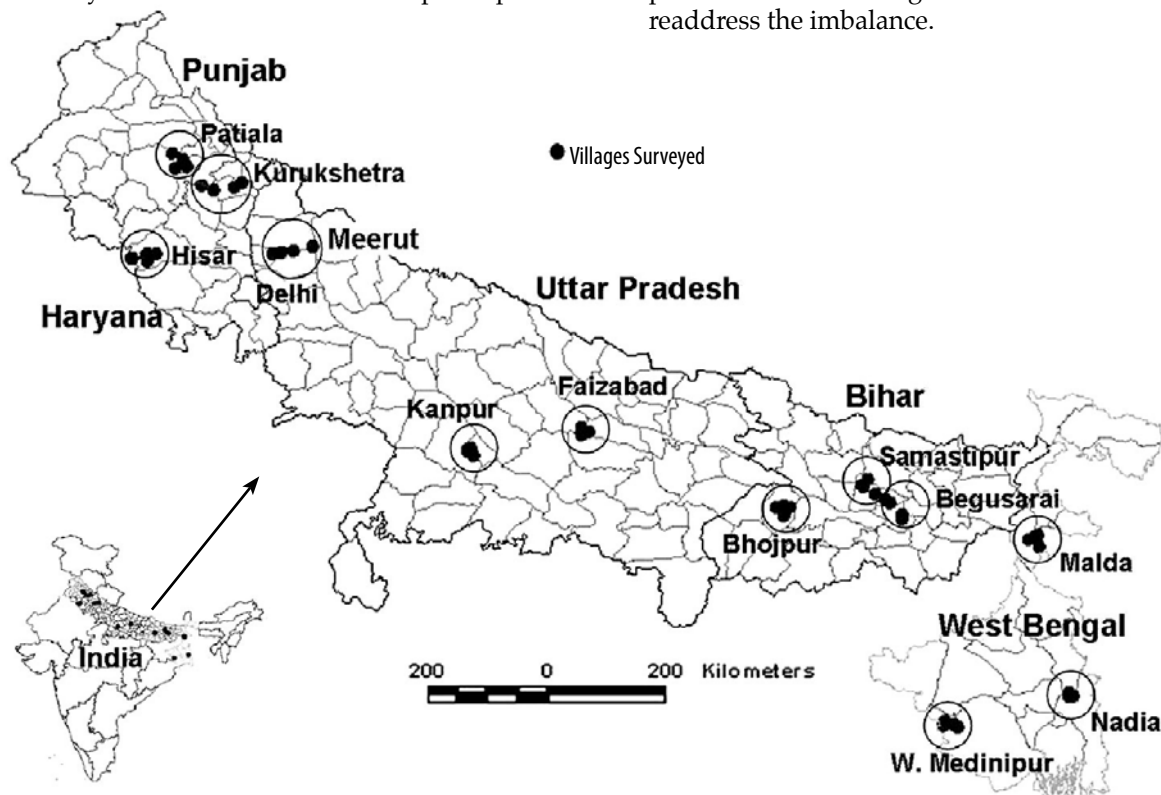 readdress the imbalance.
Punjab
Patiala
Villages Surveyed
Kurukshetra
Meerut
Hisar
Delhi
Uttar Pradesh
Haryana
Faizabad
Bihar
Kanpur
Samastipur
Begusarai
Bhojpur
Malda
West Bengal
India
200 0 200 Kilometers
Nadia
W. Medinipur